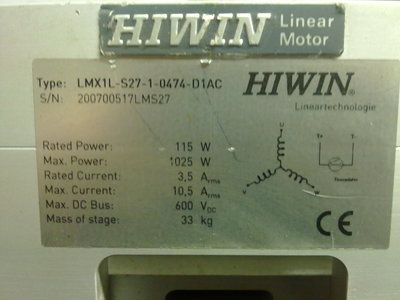 HIWIN Linear Motor
Type: LMX1L-S27-1-0474-D1AC
S/N: 200700517LMS27
HIWIN®
Lineartechnologie
Rated Power: 115 W
Max. Power: 1025 W
Rated Current: 3,5 Arms
Max. Current: 10,5 Arms
Max. DC Bus: 600 VDC
Mass of stage: 33 kg
U
T+ T-
CE